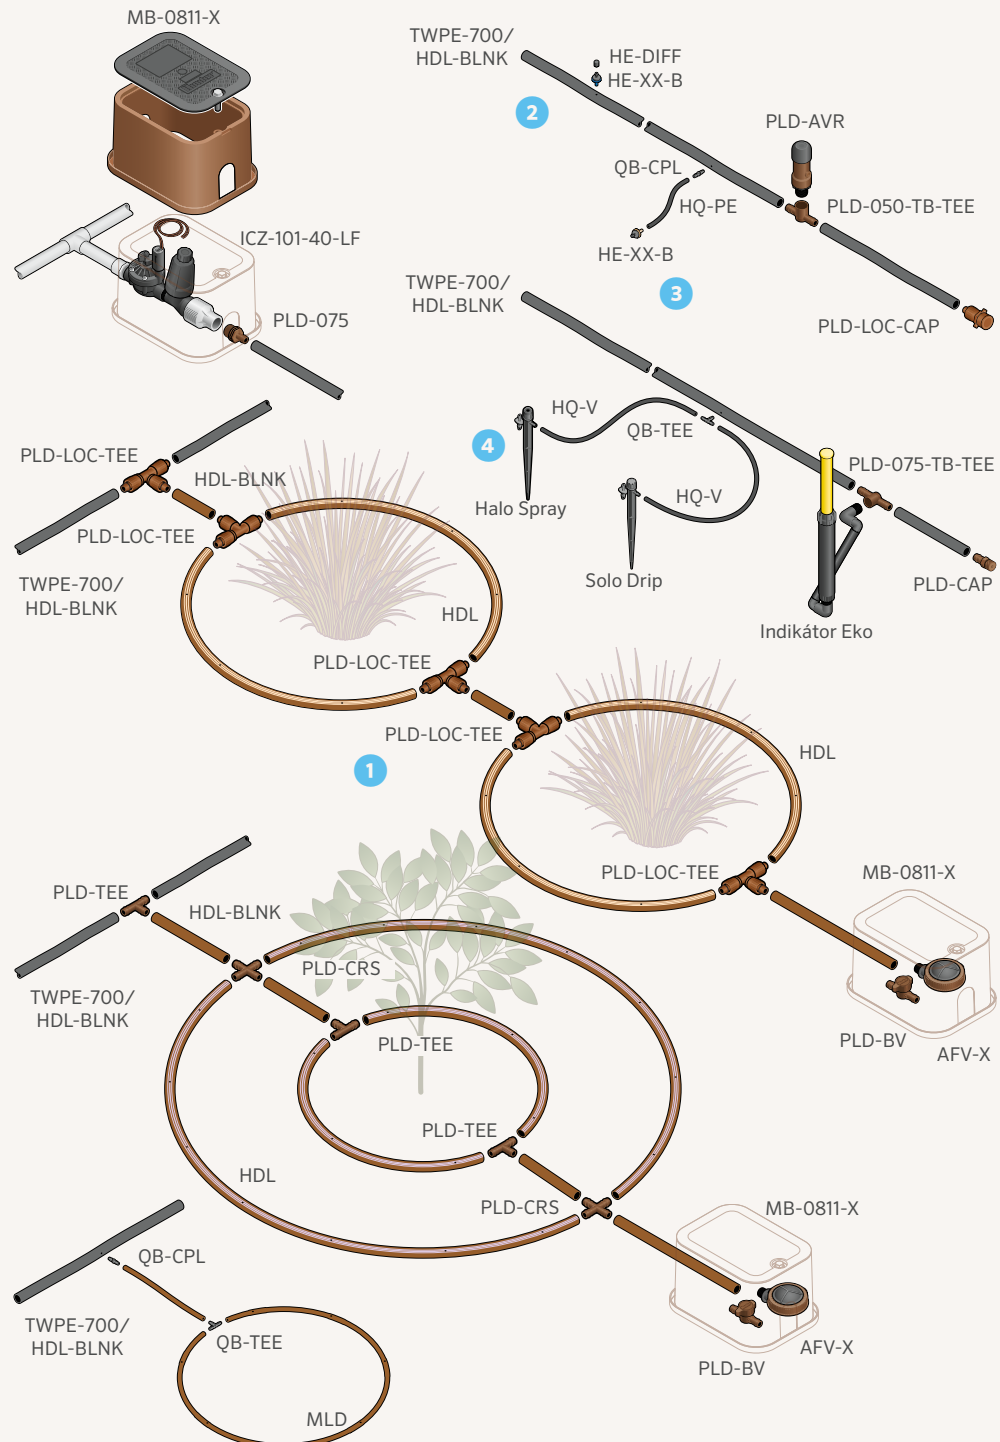 MB-0811-X
ICZ-101-40-LF
PLD-075
TWPE-700/
HDL-BLNK
HE-DIFF
HE-XX-B
2
PLD-AVR
QB-CPL
HQ-PE
PLD-050-TB-TEE
HE-XX-B
3
TWPE-700/
HDL-BLNK
PLD-LOC-CAP
HQ-V
4
QB-TEE
Halo Spray
HQ-V
PLD-075-TB-TEE
Solo Drip
PLD-CAP
Indikátor Eko
PLD-LOC-TEE
HDL-BLNK
PLD-LOC-TEE
TWPE-700/
HDL-BLNK
HDL
PLD-LOC-TEE
PLD-LOC-TEE
1
HDL
PLD-LOC-TEE
MB-0811-X
PLD-BV
AFV-X
PLD-TEE
HDL-BLNK
PLD-CRS
TWPE-700/
HDL-BLNK
PLD-TEE
PLD-TEE
HDL
PLD-CRS
MB-0811-X
AFV-X
PLD-BV
QB-CPL
TWPE-700/
HDL-BLNK
QB-TEE
MLD